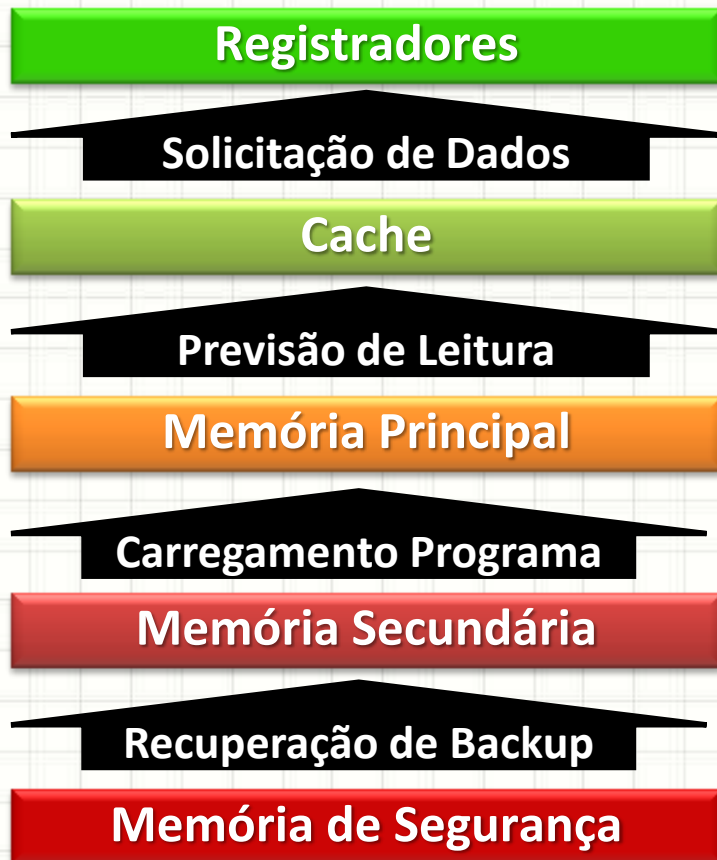 Registradores
Solicitação de Dados
Cache
Previsão de Leitura
Memória Principal
Carregamento Programa
Memória Secundária
Recuperação de Backup
Memória de Segurança